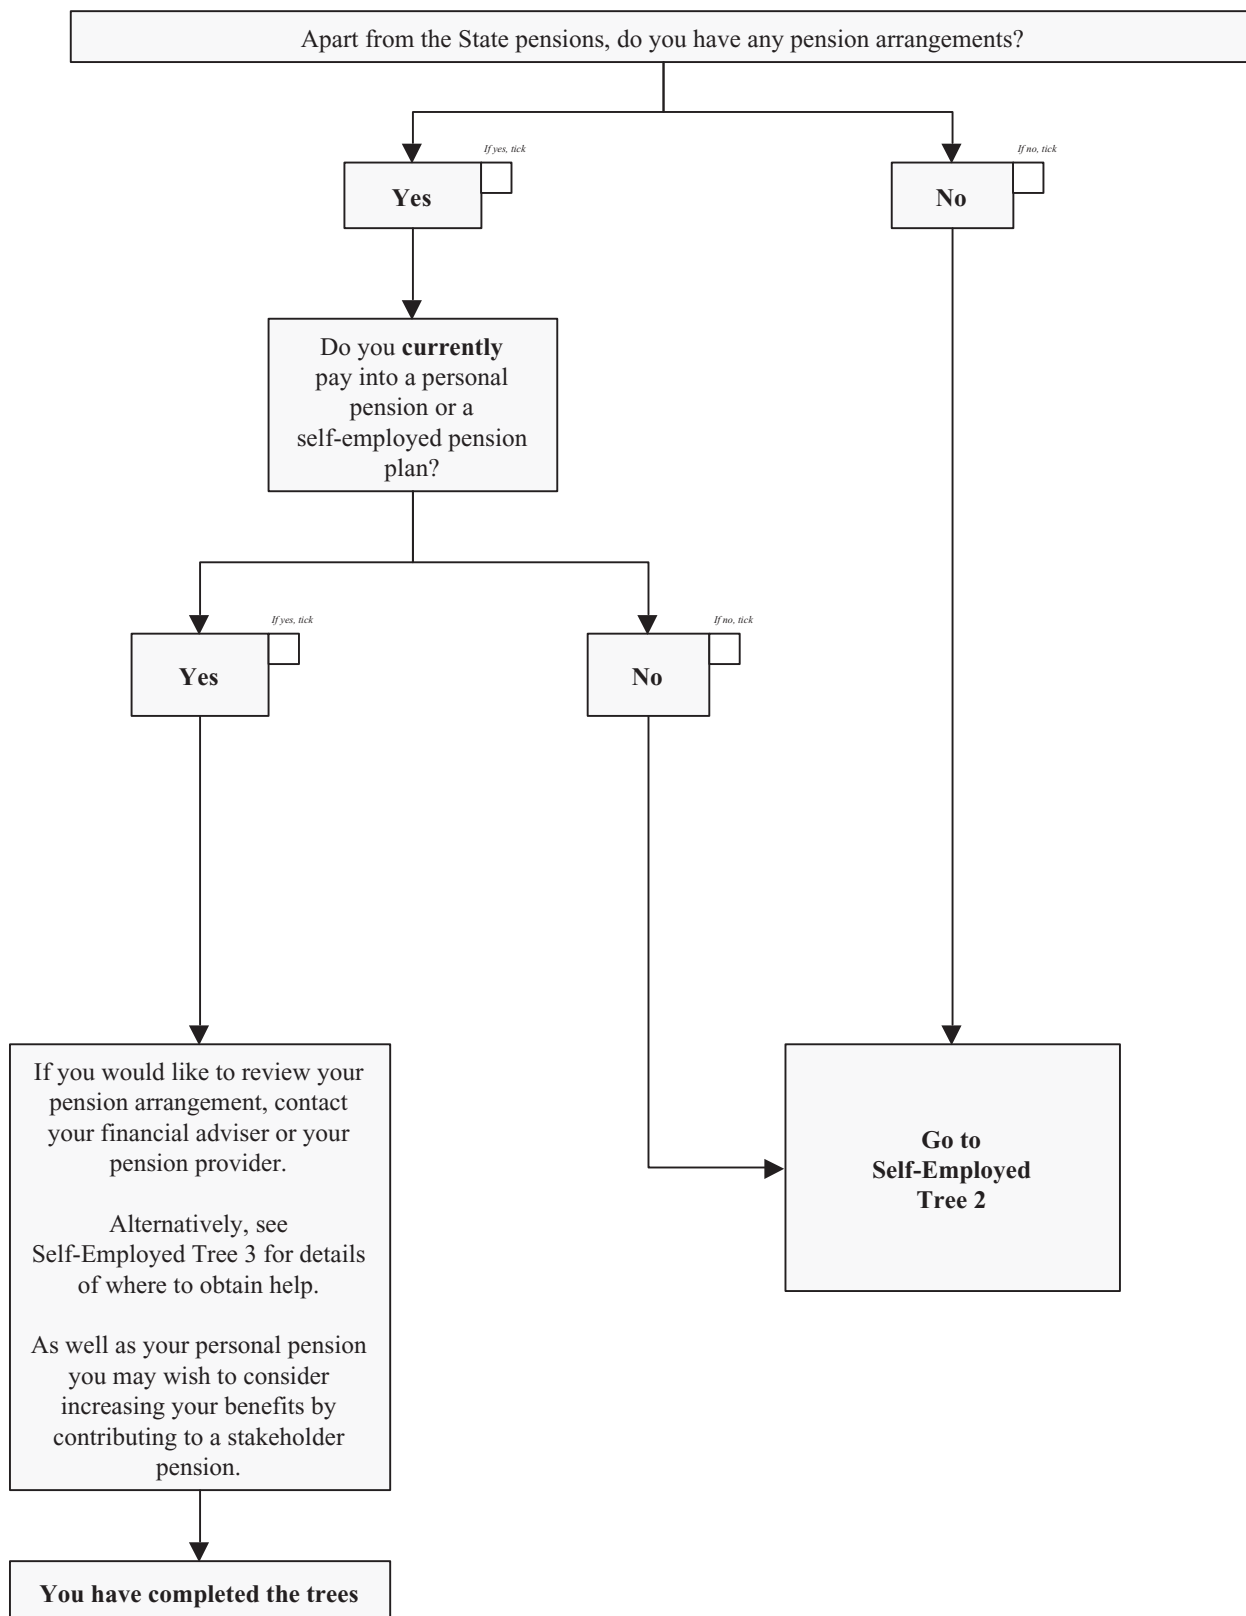 Apart from the State pensions, do you have any pension arrangements?
If yes, tick
Yes
If no, tick
No
Do you currently
pay into a personal
pension or a
self-employed pension
plan?
If yes, tick
Yes
If no, tick
No
If you would like to review your
pension arrangement, contact
your financial adviser or your
pension provider.
Alternatively, see
Self-Employed Tree 3 for details
of where to obtain help.
As well as your personal pension
you may wish to consider
increasing your benefits by
contributing to a stakeholder
pension.
Go to
Self-Employed
Tree 2
You have completed the trees